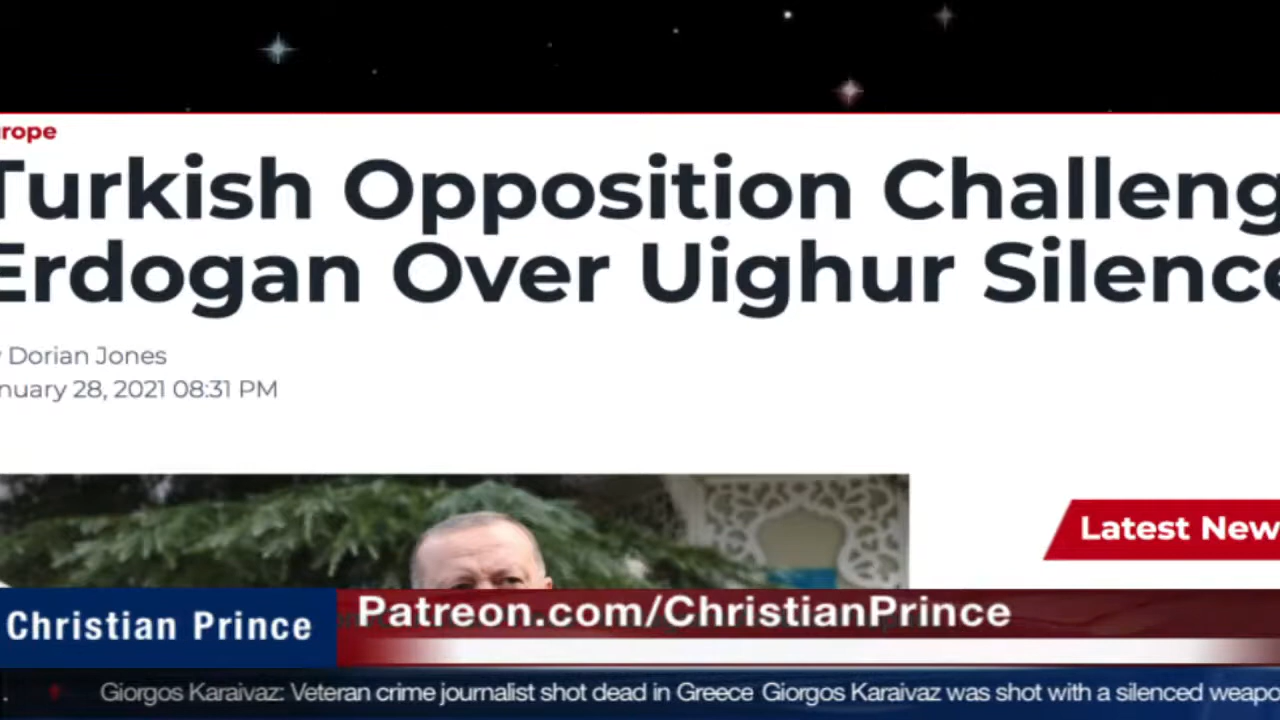 rope
Turkish Opposition Challeng
Erdogan Over Uighur Silence
Dorian Jones
nuary 28, 2021 08:31 PM
Latest New
Christian Prince
Patreon.com/ChristianPrince
. Giorgos Karaivaz: Veteran crime journalist shot dead in Greece Giorgos Karaivaz was shot with a silenced weapo